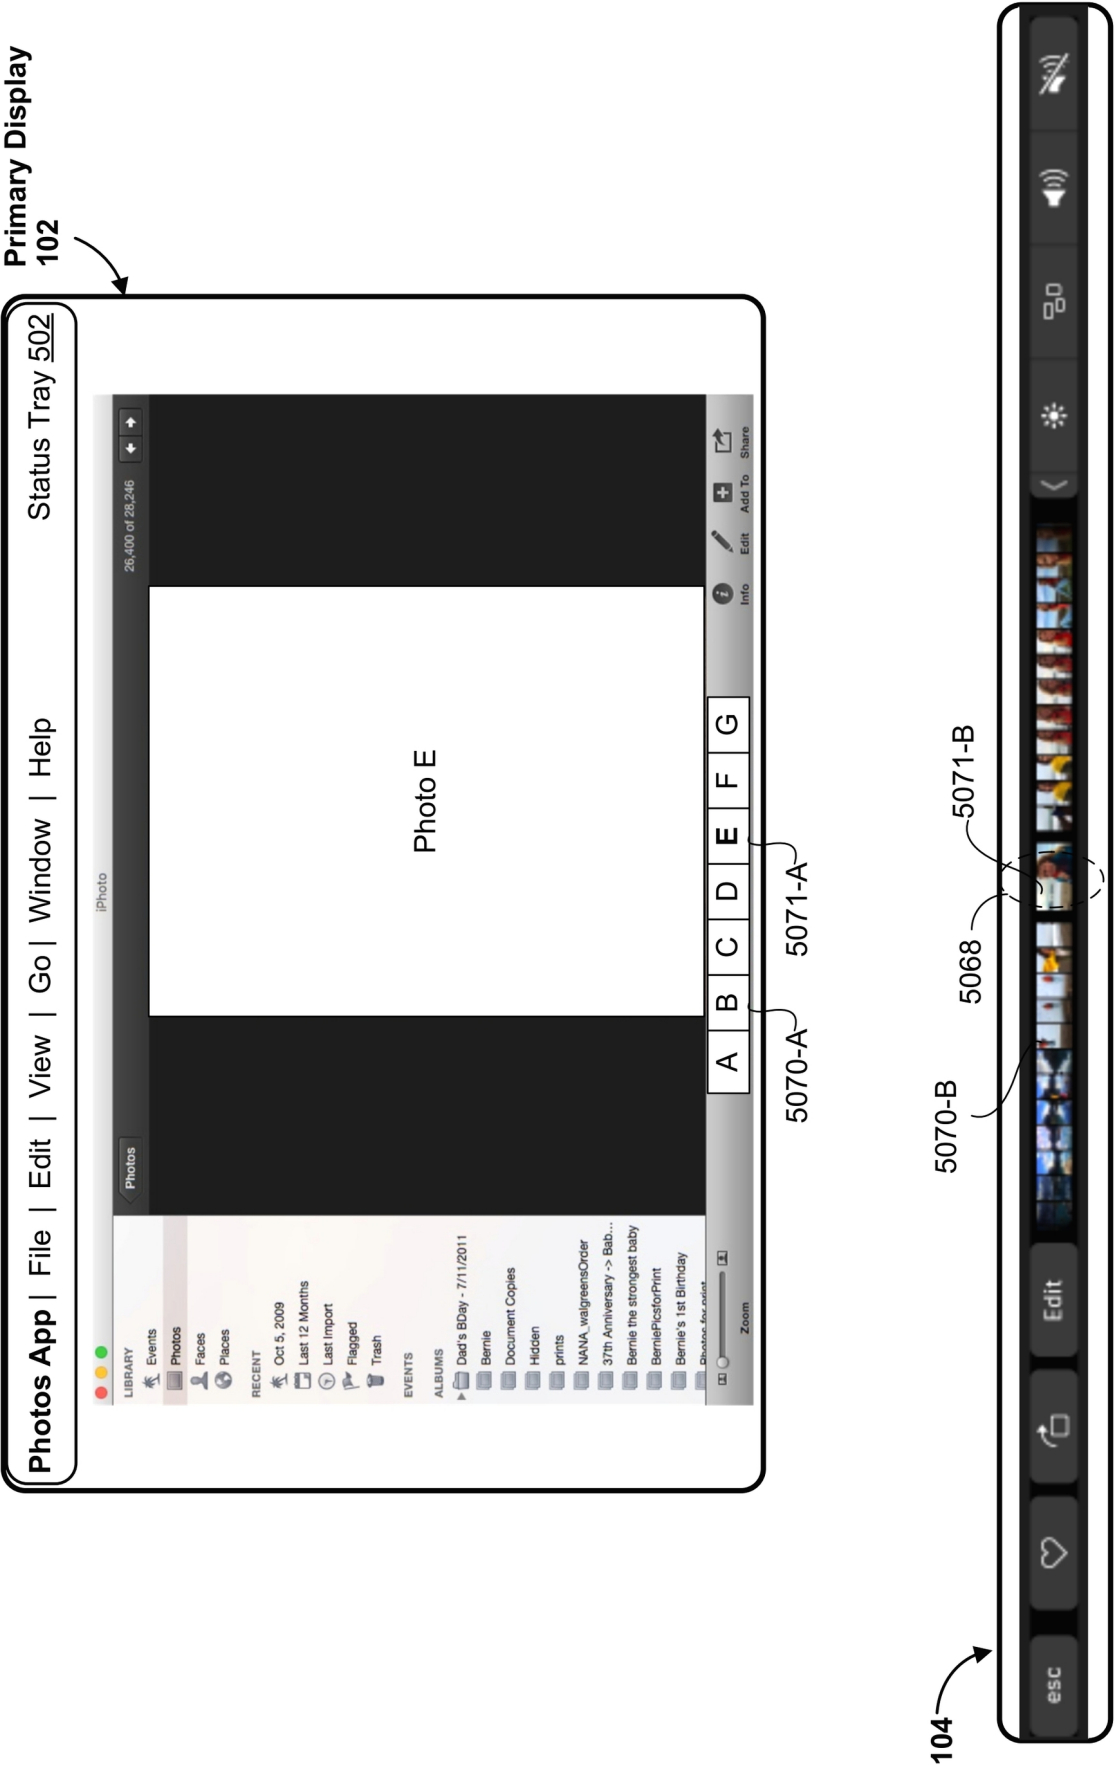 Primary Display
102
Photos App | File | Edit | View | Go | Window | Help
Status Tray 502
iPhoto
Photos
26,400 of 28,246
LIBRARY
Events
Photos
Faces
Places
RECENT
Oct 5, 2009
Last 12 Months
Last Import
Flagged
Trash
EVENTS
ALBUMS
Dad's BDay - 7/11/2011
Bernie
Document Copies
Hidden
prints
NANA_walgreensOrder
37th Anniversary -> Bab...
Bernie the strongest baby
BerniePicsforPrint
Bernie's 1st Birthday
Photos for print
Photo E
Zoom
A B C D E F G
Info
Edit
Add To
Share
5070-A
5071-A
5070-B
5068
5071-B
104
esc
Edit